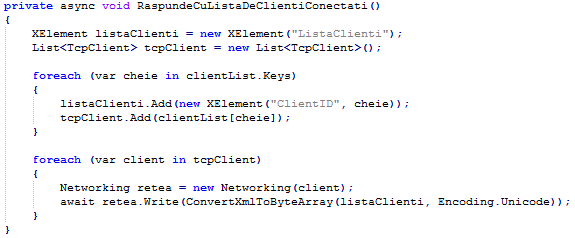 private async void RaspundeCuListaDeClientiConectati()
{
XElement listaClienti = new XElement("ListaClienti");
List<TcpClient> tcpClient = new List<TcpClient>();
foreach (var cheie in clientList.Keys)
{
listaClienti.Add(new XElement("ClientID", cheie));
tcpClient.Add(clientList[cheie]);
}
foreach (var client in tcpClient)
{
Networking retea = new Networking(client);
await retea.Write(ConvertXmlToByteArray(listaClienti, Encoding.Unicode));
}
}